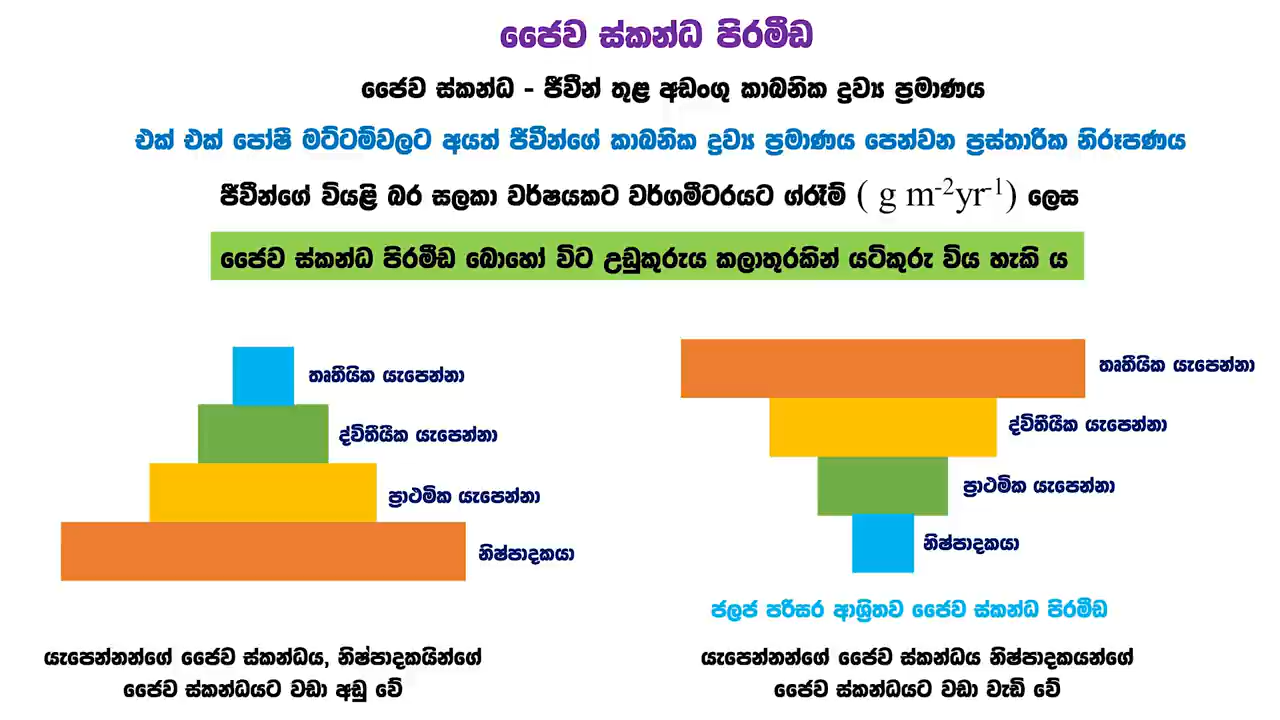 ජෛව ස්කන්ධ පිරමීඩ
ජෛව ස්කන්ධ - ජීවීන් තුළ අඩංගු කාබනික ද්‍රව්‍ය ප්‍රමාණය
එක් එක් පෝෂී මට්ටම්වලට අයත් ජීවීන්ගේ කාබනික ද්‍රව්‍ය ප්‍රමාණය පෙන්වන ප්‍රස්තාරික නිරූපණය
ජීවීන්ගේ වියළි බර සලකා වර්ෂයකට වර්ගමීටරයට ග්රෑම් ( g m⁻²yr⁻¹) ලෙස
ජෛව ස්කන්ධ පිරමීඩ බොහෝ විට උඩුකුරුය කලාතුරකින් යටිකුරු විය හැකි ය
තෘතීයික යැපෙන්නා
ද්විතීයීක යැපෙන්නා
ප්‍රාථමික යැපෙන්නා
නිෂ්පාදකයා
තෘතීයික යැපෙන්නා
ද්විතීයීක යැපෙන්නා
ප්‍රාථමික යැපෙන්නා
නිෂ්පාදකයා
ජලජ පරිසර ආශ්‍රිතව ජෛව ස්කන්ධ පිරමීඩ
යැපෙන්නන්ගේ ජෛව ස්කන්ධය, නිෂ්පාදකයින්ගේ
ජෛව ස්කන්ධයට වඩා අඩු වේ
යැපෙන්නන්ගේ ජෛව ස්කන්ධය නිෂ්පාදකයන්ගේ
ජෛව ස්කන්ධයට වඩා වැඩි වේ